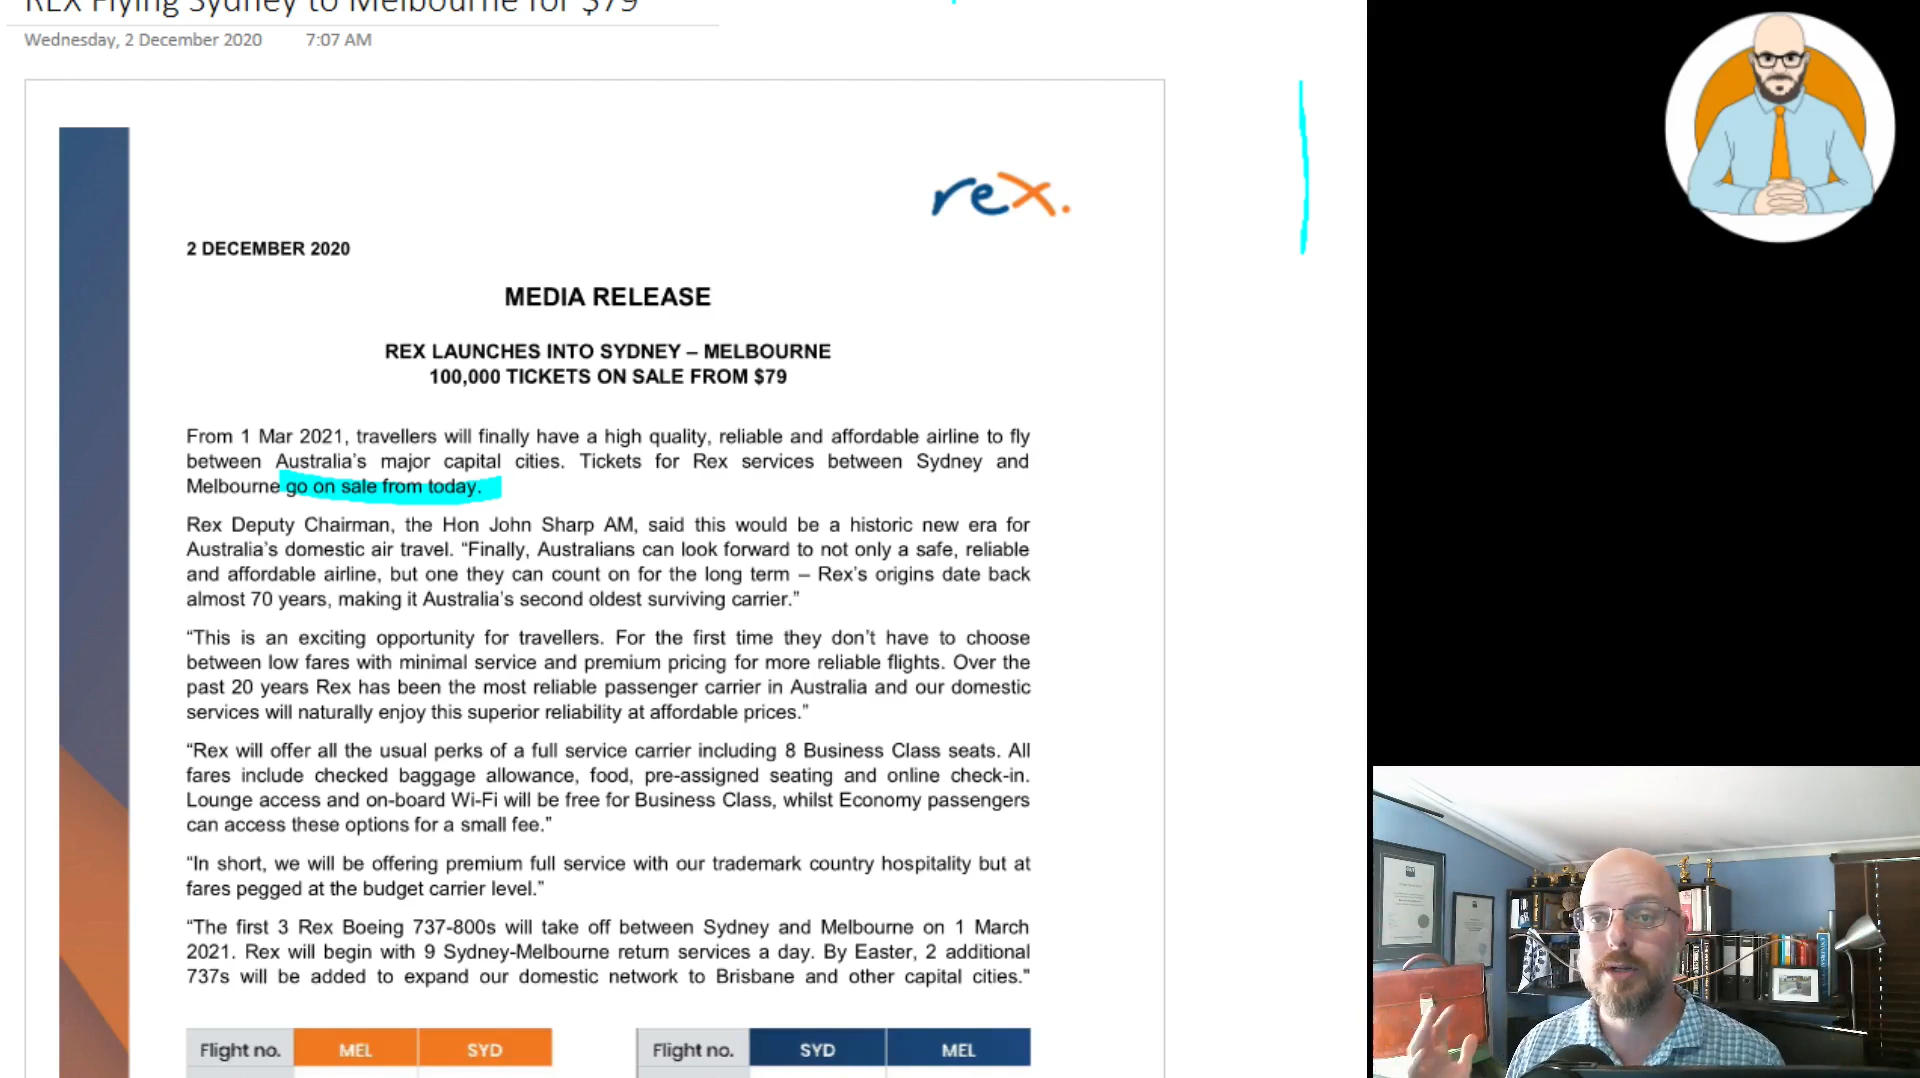 REX Flying Sydney to Melbourne for $79
Wednesday, 2 December 2020 7:07 AM
rex.
2 DECEMBER 2020
MEDIA RELEASE
REX LAUNCHES INTO SYDNEY – MELBOURNE
100,000 TICKETS ON SALE FROM $79
From 1 Mar 2021, travellers will finally have a high quality, reliable and affordable airline to fly
between Australia’s major capital cities. Tickets for Rex services between Sydney and
Melbourne go on sale from today.
Rex Deputy Chairman, the Hon John Sharp AM, said this would be a historic new era for
Australia’s domestic air travel. “Finally, Australians can look forward to not only a safe, reliable
and affordable airline, but one they can count on for the long term – Rex’s origins date back
almost 70 years, making it Australia’s second oldest surviving carrier.”
“This is an exciting opportunity for travellers. For the first time they don’t have to choose
between low fares with minimal service and premium pricing for more reliable flights. Over the
past 20 years Rex has been the most reliable passenger carrier in Australia and our domestic
services will naturally enjoy this superior reliability at affordable prices.”
“Rex will offer all the usual perks of a full service carrier including 8 Business Class seats. All
fares include checked baggage allowance, food, pre-assigned seating and online check-in.
Lounge access and on-board Wi-Fi will be free for Business Class, whilst Economy passengers
can access these options for a small fee.”
“In short, we will be offering premium full service with our trademark country hospitality but at
fares pegged at the budget carrier level.”
“The first 3 Rex Boeing 737-800s will take off between Sydney and Melbourne on 1 March
2021. Rex will begin with 9 Sydney-Melbourne return services a day. By Easter, 2 additional
737s will be added to expand our domestic network to Brisbane and other capital cities."
Flight no. MEL SYD
Flight no. SYD MEL